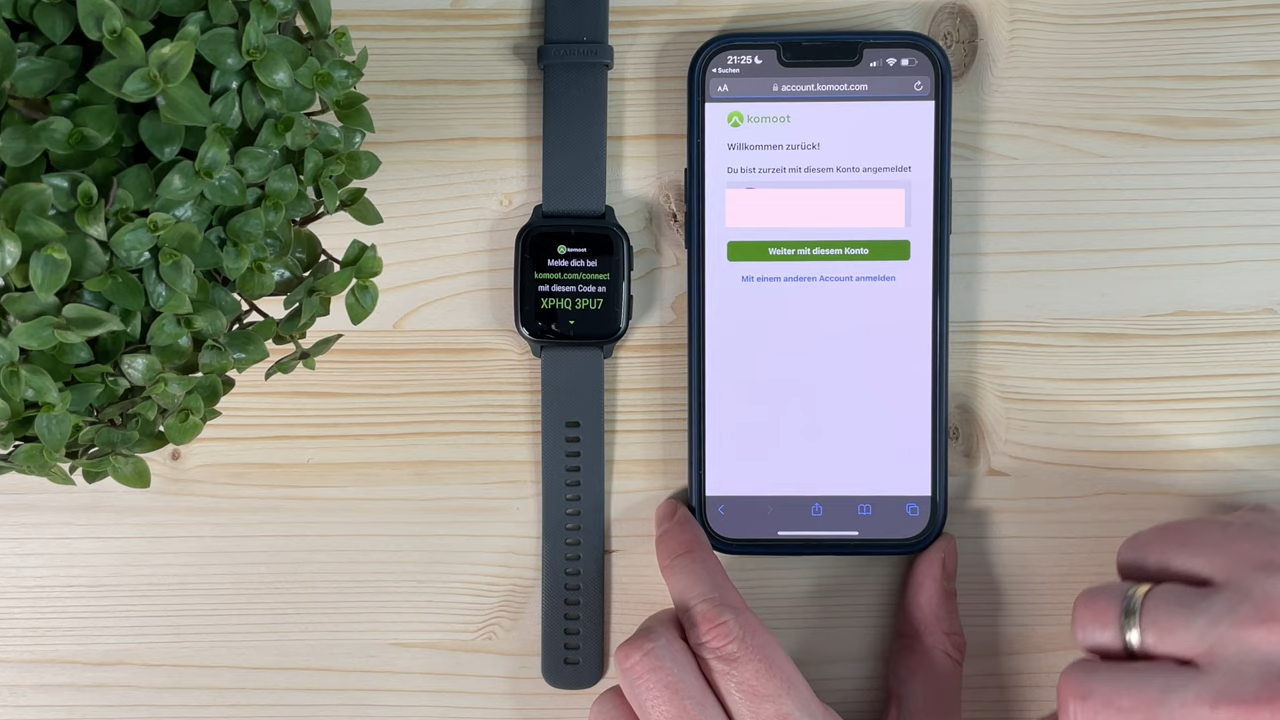 GARMIN
komoot
Melde dich bei
komoot.com/connect
mit diesem Code an
XPHQ 3PU7
21:25
Suchen
AA
account.komoot.com
komoot
Willkommen zurück!
Du bist zurzeit mit diesem Konto angemeldet
Weiter mit diesem Konto
Mit einem anderen Account anmelden